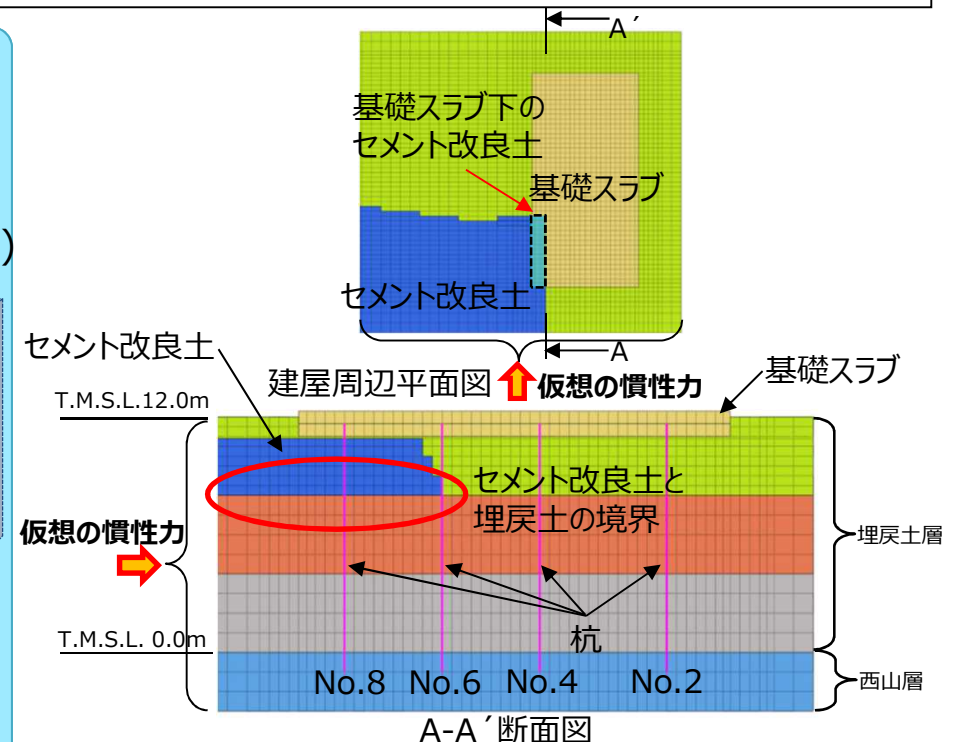 A´
基礎スラブ下の
セメント改良土
基礎スラブ
)
セメント改良土
A
建屋周辺平面図
仮想の慣性力
セメント改良土
基礎スラブ
T.M.S.L.12.0m
セメント改良土と
埋戻土の境界
仮想の慣性力
埋戻土層
杭
T.M.S.L. 0.0m
No.8 No.6 No.4 No.2
西山層
A-A´断面図